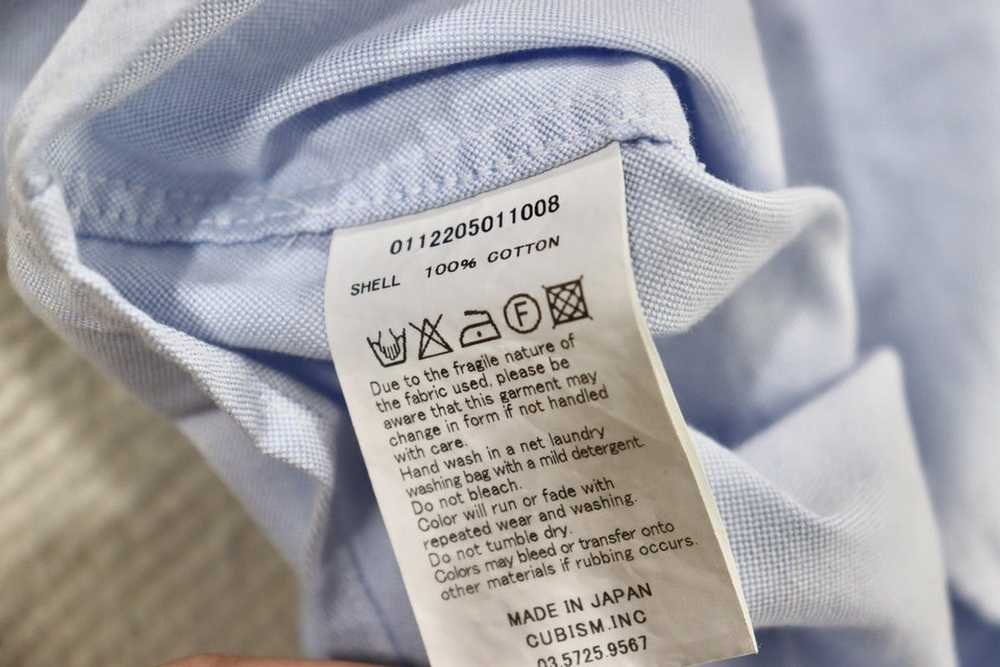 0112205011008
SHELL 100% COTTON
F
Due to the fragile nature of
the fabric used, please be
aware that this garment may
change in form if not handled
with care.
Hand wash in a net laundry
washing bag with a mild detergent.
Do not bleach.
Color will run or fade with
repeated wear and washing.
Do not tumble dry.
Colors may bleed or transfer onto
other materials if rubbing occurs.
MADE IN JAPAN
CUBISM.INC
03.5725.9567